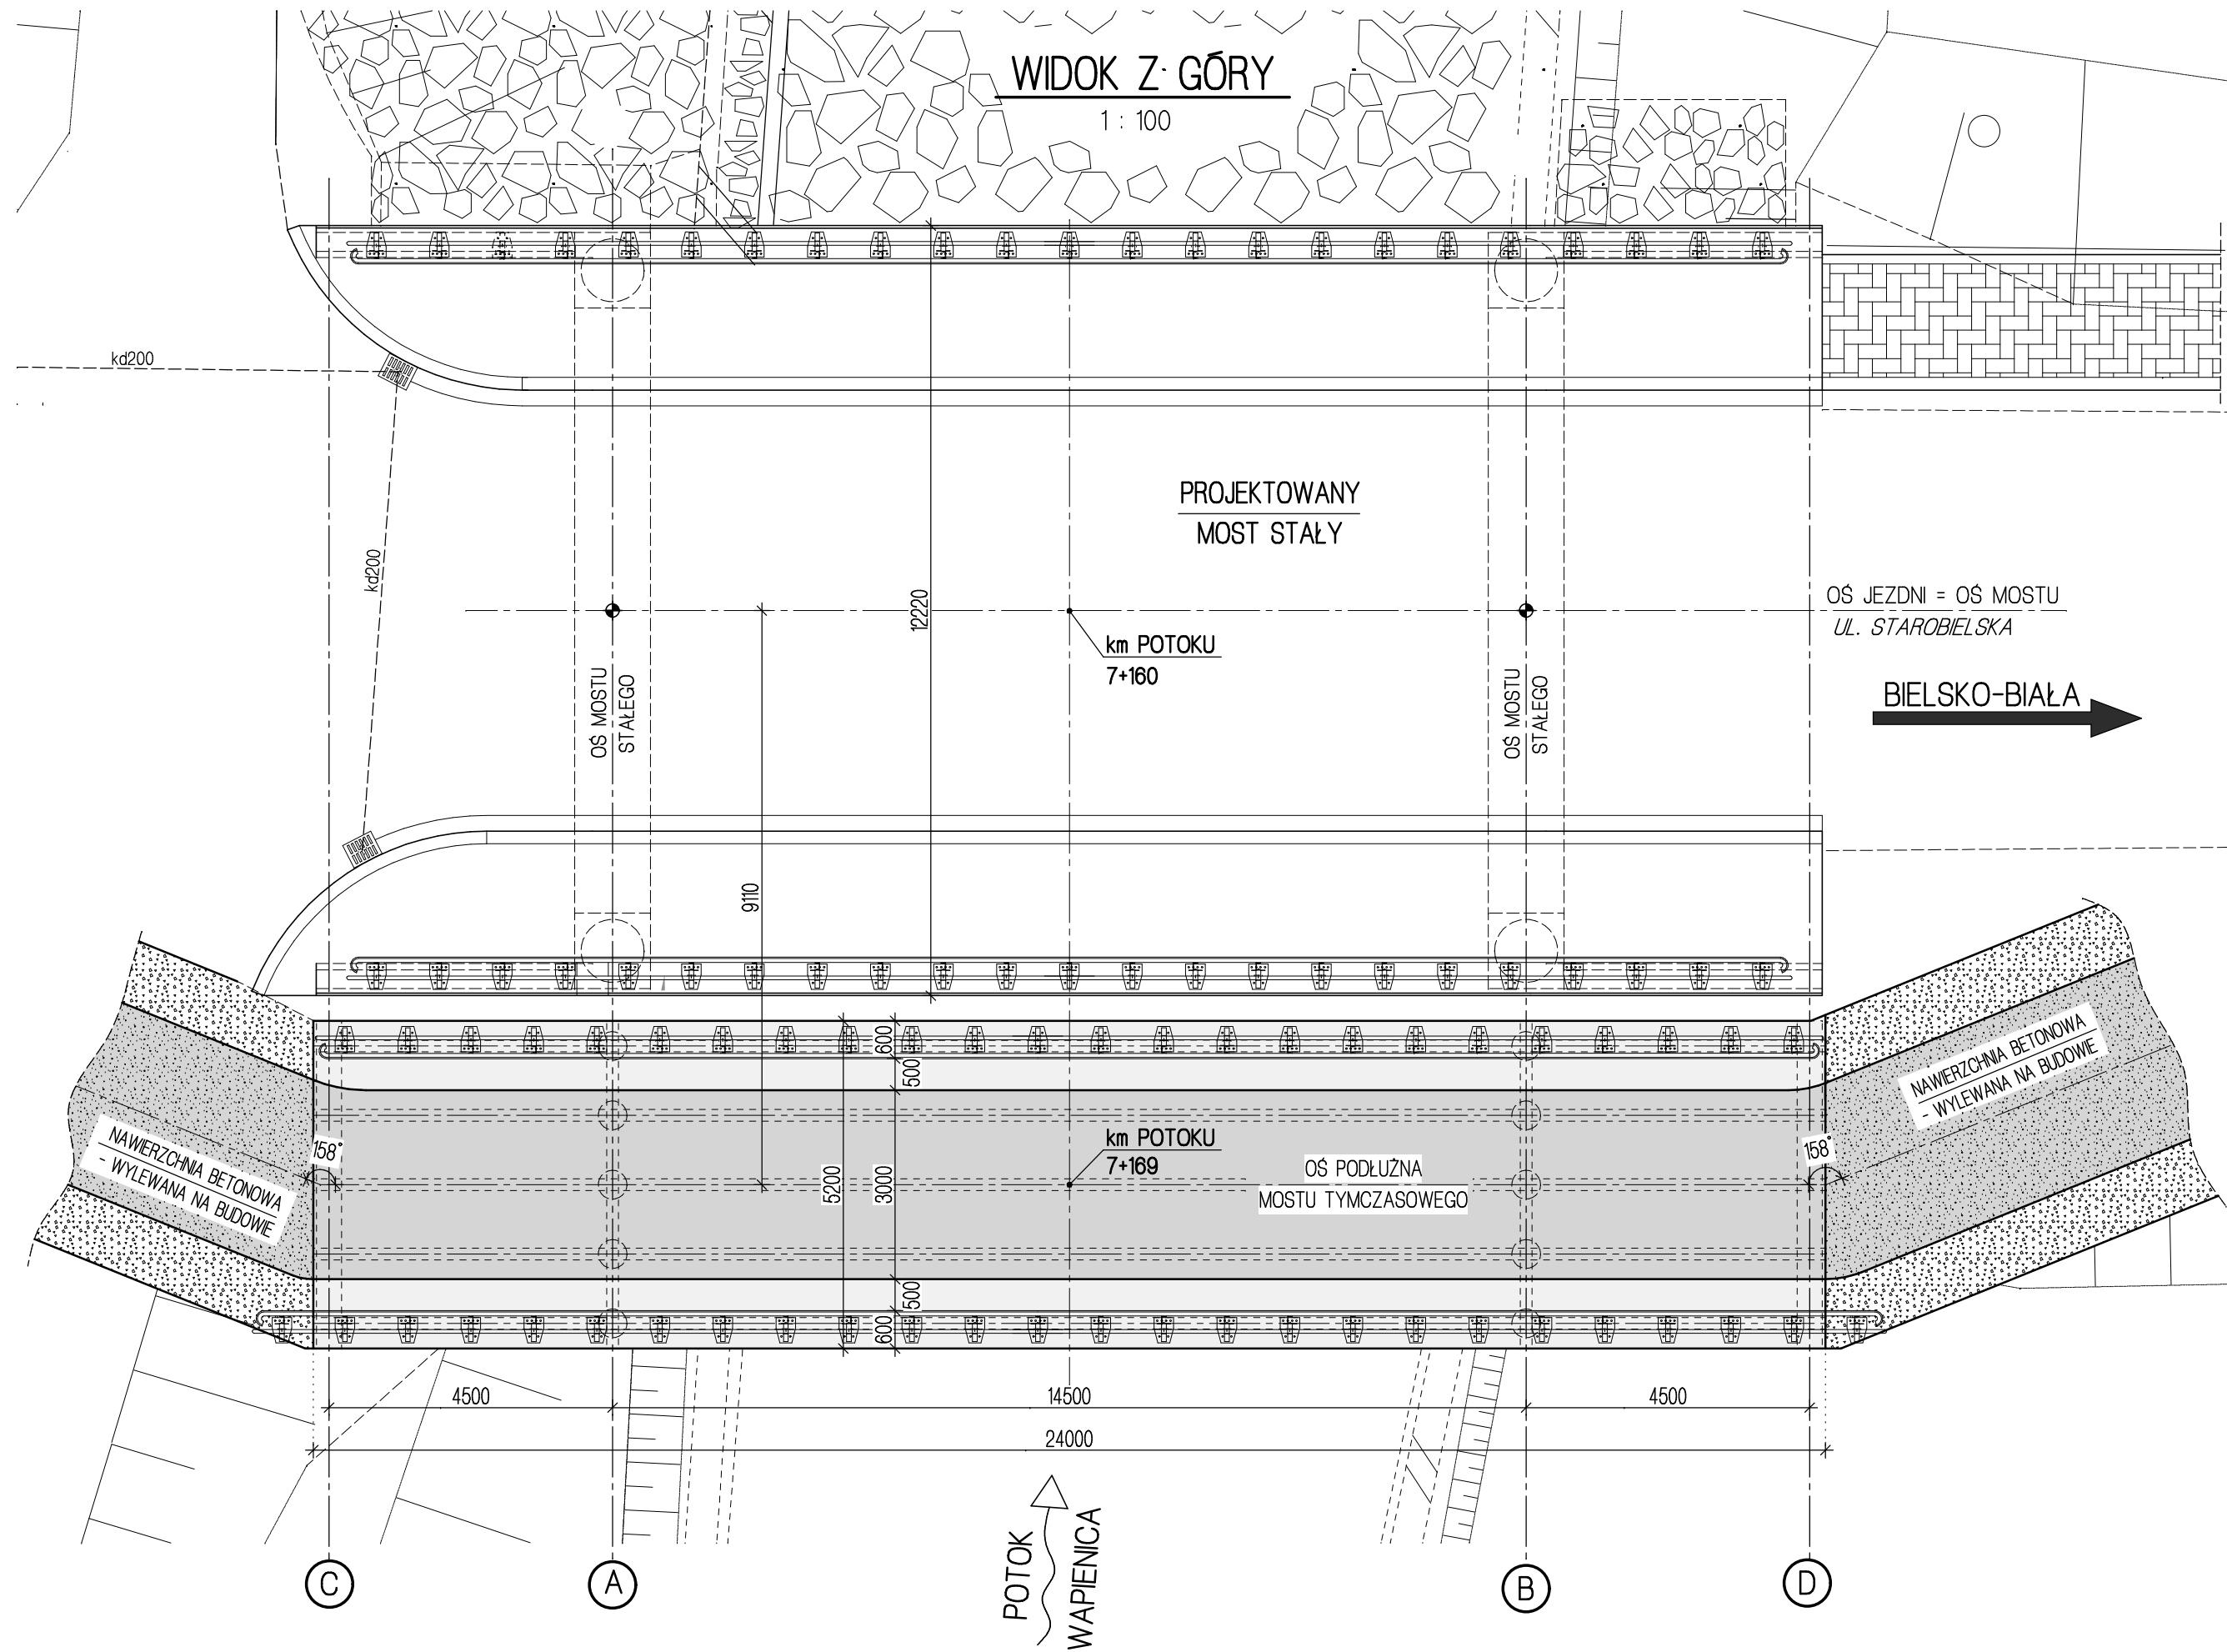 WIDOK Z GÓRY
1 : 100
kd200
kd200
PROJEKTOWANY
MOST STAŁY
12220
OŚ JEZDNI = OŚ MOSTU
UL. STAROBIELSKA
km POTOKU
7+160
OŚ MOSTU
STAŁEGO
OŚ MOSTU
STAŁEGO
BIELSKO-BIAŁA
9110
600
500
5200
3000
500
600
NAWIERZCHNIA BETONOWA
- WYLEWANA NA BUDOWIE
158°
km POTOKU
7+169
OŚ PODŁUŻNA
MOSTU TYMCZASOWEGO
158°
NAWIERZCHNIA BETONOWA
- WYLEWANA NA BUDOWIE
4500
14500
4500
24000
POTOK
WAPIENICA
C
A
B
D